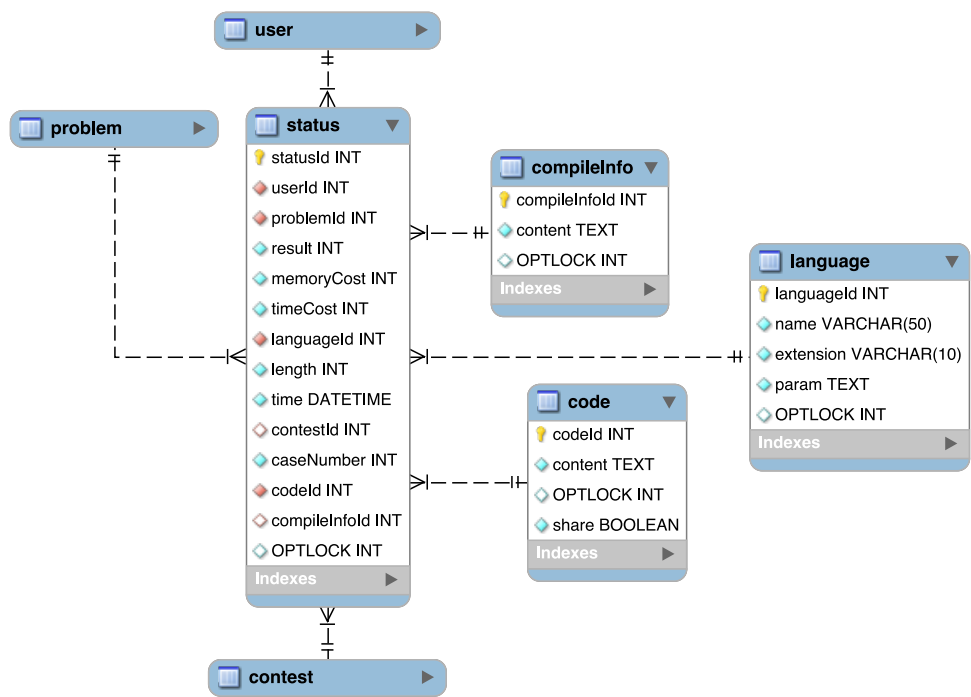 user
problem
status
statusId INT
userId INT
problemId INT
result INT
memoryCost INT
timeCost INT
languageId INT
length INT
time DATETIME
contestId INT
caseNumber INT
codeId INT
compileInfoId INT
OPTLOCK INT
Indexes
compileInfo
compileInfoId INT
content TEXT
OPTLOCK INT
Indexes
language
languageId INT
name VARCHAR(50)
extension VARCHAR(10)
param TEXT
OPTLOCK INT
Indexes
code
codeId INT
content TEXT
OPTLOCK INT
share BOOLEAN
Indexes
contest